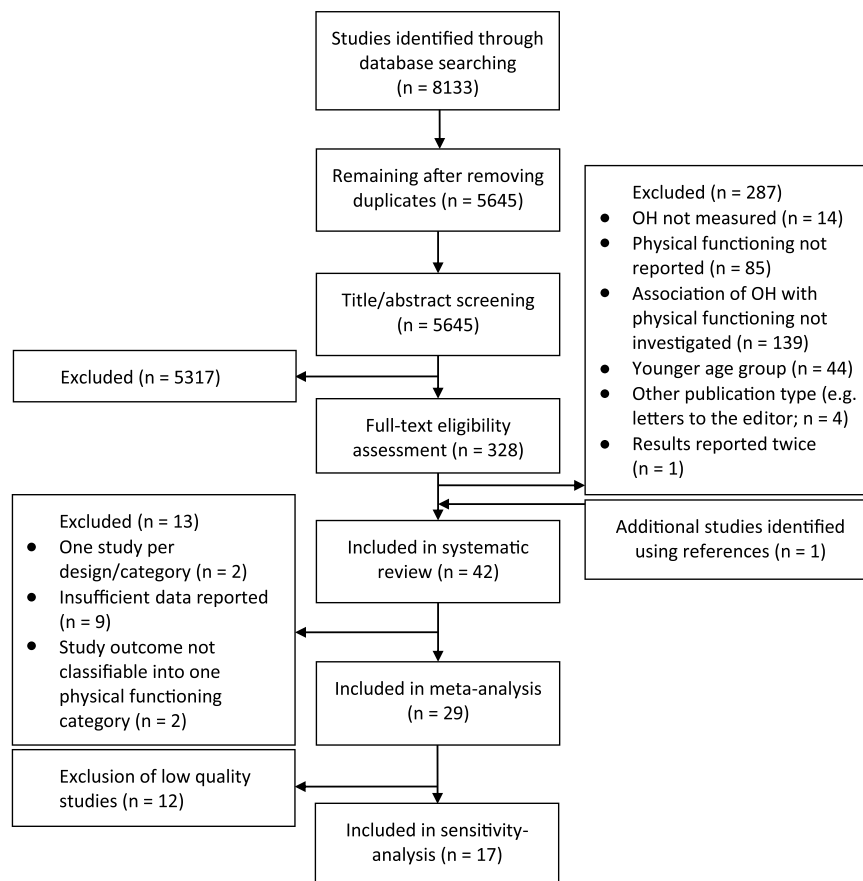 Studies identified through
database searching
(n = 8133)
Remaining after removing
duplicates (n = 5645)
Title/abstract screening
(n = 5645)
Excluded (n = 5317)
Full-text eligibility
assessment (n = 328)
Excluded (n = 287)
● OH not measured (n = 14)
● Physical functioning not
reported (n = 85)
● Association of OH with
physical functioning not
investigated (n = 139)
● Younger age group (n = 44)
● Other publication type (e.g.
letters to the editor; n = 4)
● Results reported twice
(n = 1)
Additional studies identified
using references (n = 1)
Included in systematic
review (n = 42)
Excluded (n = 13)
● One study per
design/category (n = 2)
● Insufficient data reported
(n = 9)
● Study outcome not
classifiable into one
physical functioning
category (n = 2)
Included in meta-analysis
(n = 29)
Exclusion of low quality
studies (n = 12)
Included in sensitivity-
analysis (n = 17)